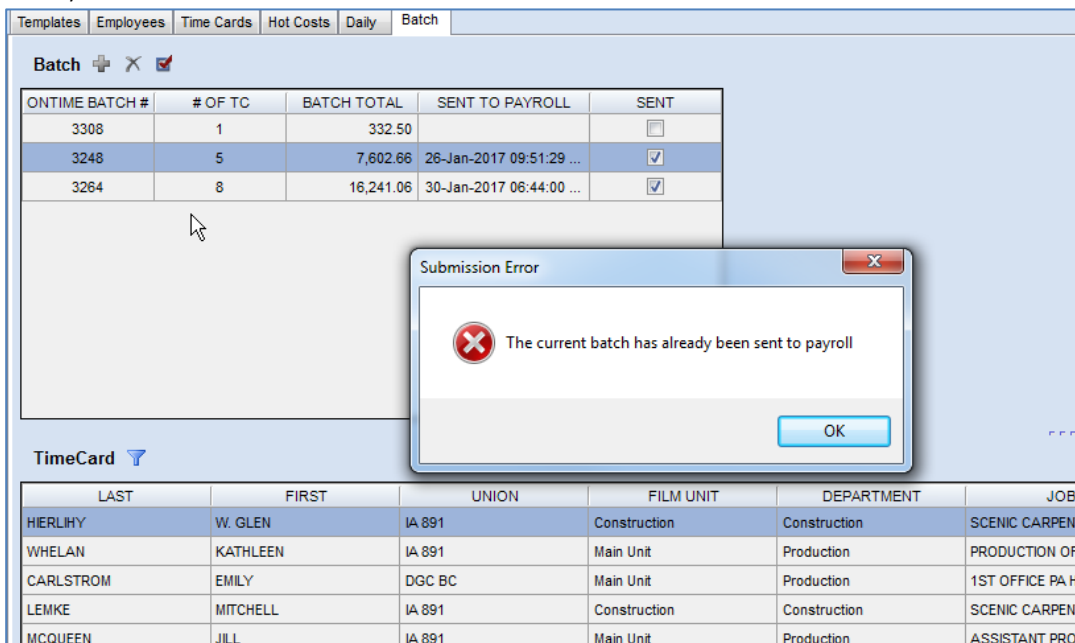 Templates Employees Time Cards Hot Costs Daily Batch
Batch
ONTIME BATCH # # OF TC BATCH TOTAL SENT TO PAYROLL SENT
3308 1 332.50
3248 5 7,602.66 26-Jan-2017 09:51:29 ...
3264 8 16,241.06 30-Jan-2017 06:44:00 ...
Submission Error
The current batch has already been sent to payroll
OK
TimeCard
LAST FIRST UNION FILM UNIT DEPARTMENT JOB
HIERLIHY W. GLEN IA 891 Construction Construction SCENIC CARPEN
WHELAN KATHLEEN IA 891 Main Unit Production PRODUCTION OF
CARLSTROM EMILY DGC BC Main Unit Production 1ST OFFICE PA H
LEMKE MITCHELL IA 891 Construction Construction SCENIC CARPEN
MCQUEEN JILL IA 891 Main Unit Production ASSISTANT PRO